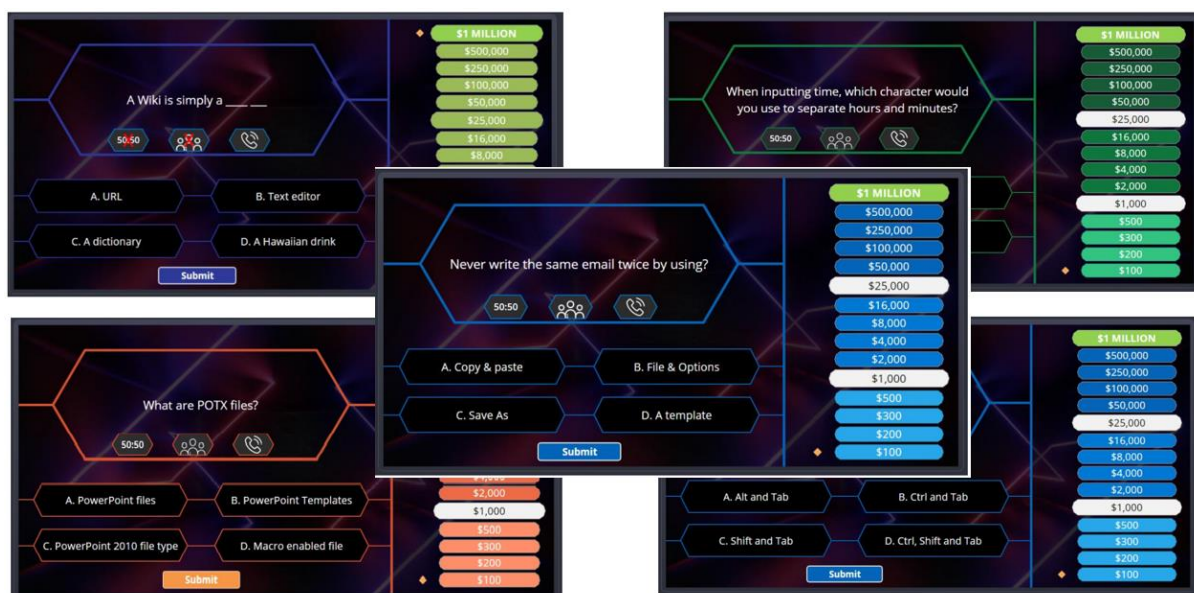 A Wiki is simply a ____ ___
50:50
A. URL
B. Text editor
C. A dictionary
D. A Hawaiian drink
Submit
$1 MILLION
$500,000
$250,000
$100,000
$50,000
$25,000
$16,000
$8,000
When inputting time, which character would
you use to separate hours and minutes?
50:50
$1 MILLION
$500,000
$250,000
$100,000
$50,000
$25,000
$16,000
$8,000
$4,000
$2,000
$1,000
$500
$300
$200
$100
Never write the same email twice by using?
50:50
A. Copy & paste
B. File & Options
C. Save As
D. A template
Submit
$1 MILLION
$500,000
$250,000
$100,000
$50,000
$25,000
$16,000
$8,000
$4,000
$2,000
$1,000
$500
$300
$200
$100
What are POTX files?
50:50
A. PowerPoint files
B. PowerPoint Templates
C. PowerPoint 2010 file type
D. Macro enabled file
Submit
$4,000
$2,000
$1,000
$500
$300
$200
$100
A. Alt and Tab
B. Ctrl and Tab
C. Shift and Tab
D. Ctrl, Shift and Tab
Submit
$1 MILLION
$500,000
$250,000
$100,000
$50,000
$25,000
$16,000
$8,000
$4,000
$2,000
$1,000
$500
$300
$200
$100